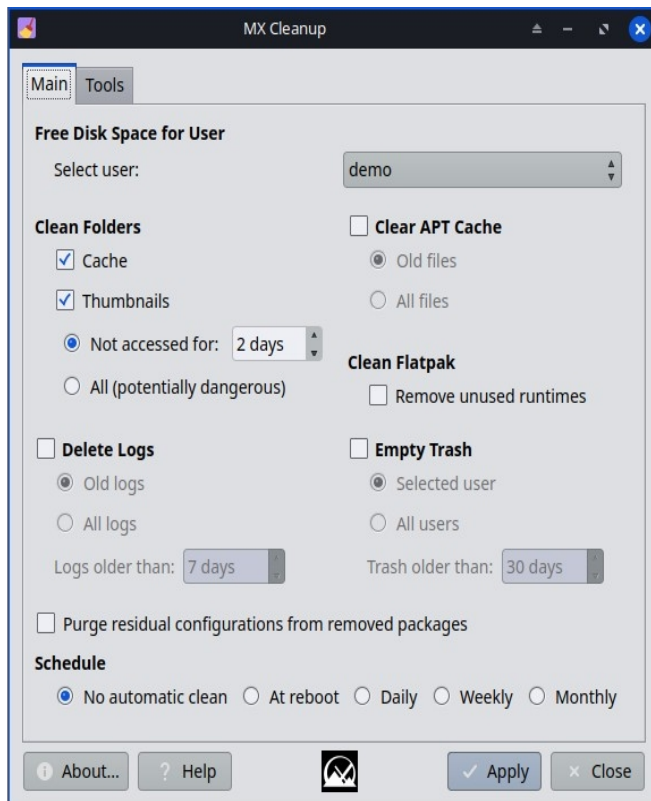 MX Cleanup
Main
Tools
Free Disk Space for User
Select user:
demo
Clean Folders
Cache
Thumbnails
Not accessed for: 2 days
All (potentially dangerous)
Clear APT Cache
Old files
All files
Clean Flatpak
Remove unused runtimes
Delete Logs
Old logs
All logs
Logs older than: 7 days
Empty Trash
Selected user
All users
Trash older than: 30 days
Purge residual configurations from removed packages
Schedule
No automatic clean At reboot Daily Weekly Monthly
About... Help Apply Close